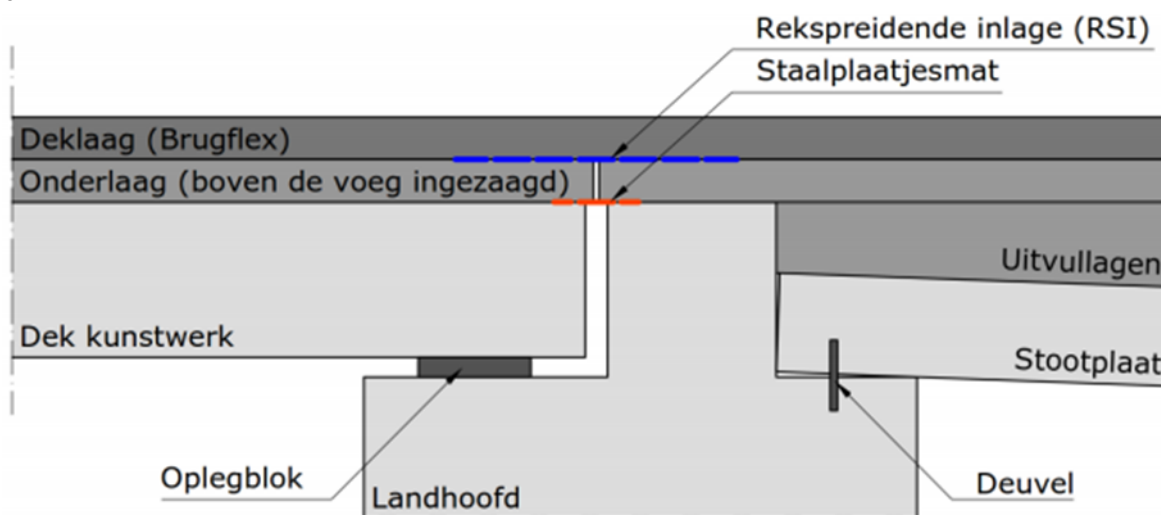 Rekspreidende inlage (RSI)
Staalplaatjesmat
Deklaag (Brugflex)
Onderlaag (boven de voeg ingezaagd)
Uitvullagen
Dek kunstwerk
Stootplaat
Oplegblok
Deuvel
Landhoofd